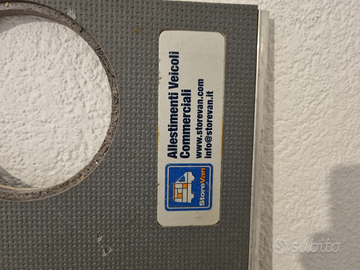 Allestimenti Veicoli
Commerciali
www.storevan.com
info@storevan.it
StoreVan
subito